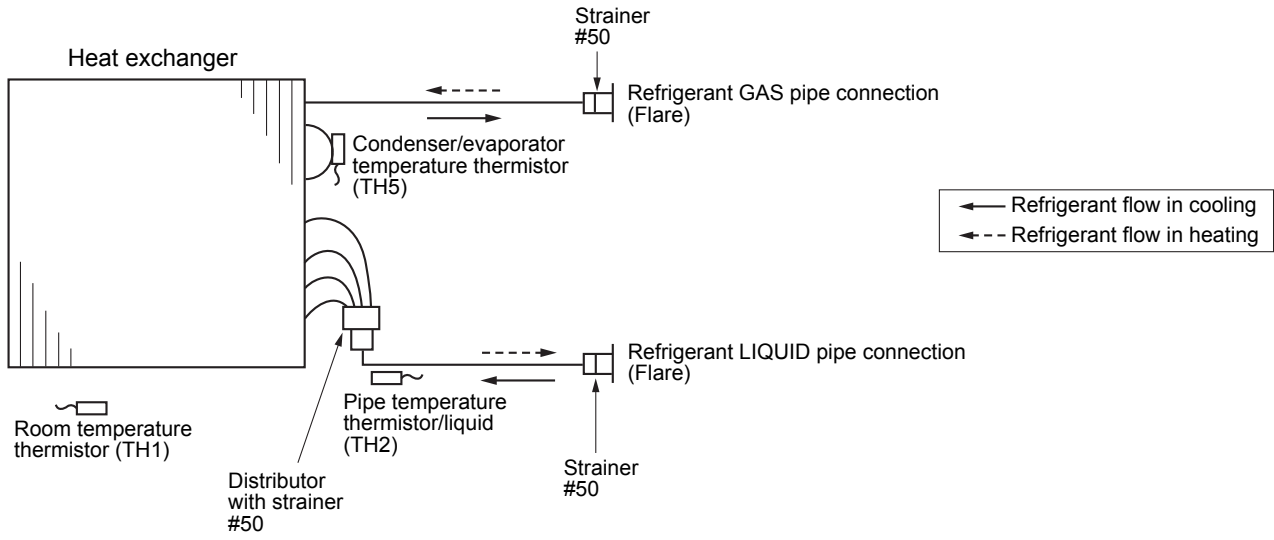 Strainer
#50
Heat exchanger
Refrigerant GAS pipe connection
(Flare)
Condenser/evaporator
temperature thermistor
(TH5)
Refrigerant flow in cooling
Refrigerant flow in heating
Refrigerant LIQUID pipe connection
(Flare)
Pipe temperature
thermistor/liquid
(TH2)
Room temperature
thermistor (TH1)
Strainer
#50
Distributor
with strainer
#50